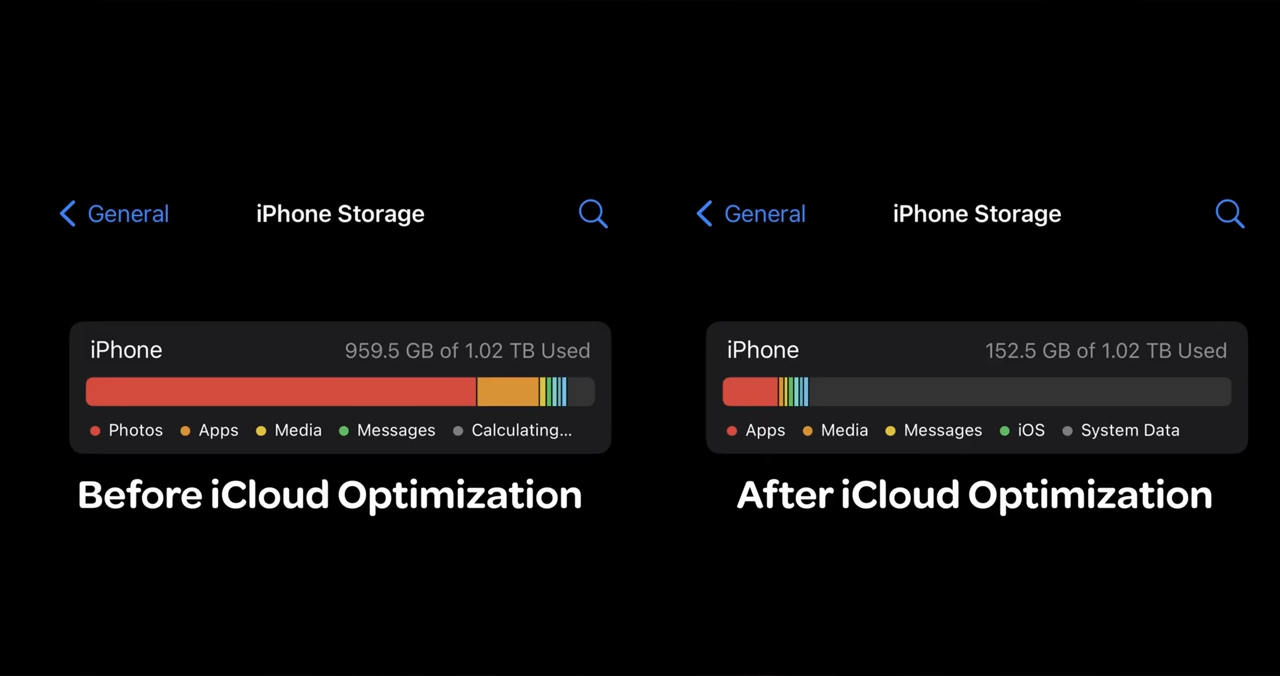 General iPhone Storage
iPhone 959.5 GB of 1.02 TB Used
Photos Apps Media Messages Calculating...
Before iCloud Optimization
General iPhone Storage
iPhone 152.5 GB of 1.02 TB Used
Apps Media Messages iOS System Data
After iCloud Optimization